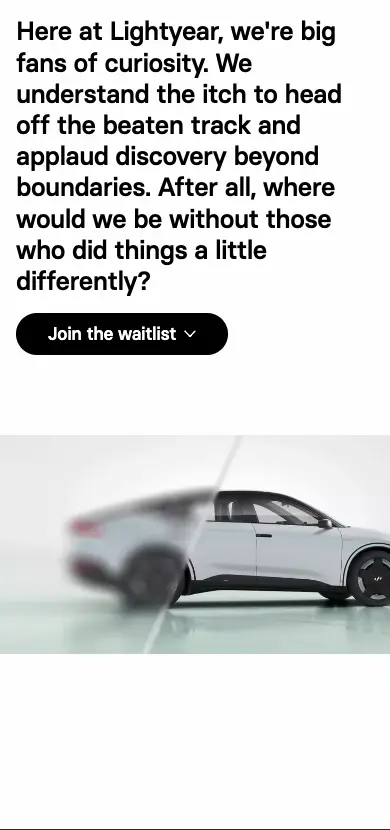 Here at Lightyear, we're big
fans of curiosity. We
understand the itch to head
off the beaten track and
applaud discovery beyond
boundaries. After all, where
would we be without those
who did things a little
differently?
Join the waitlist